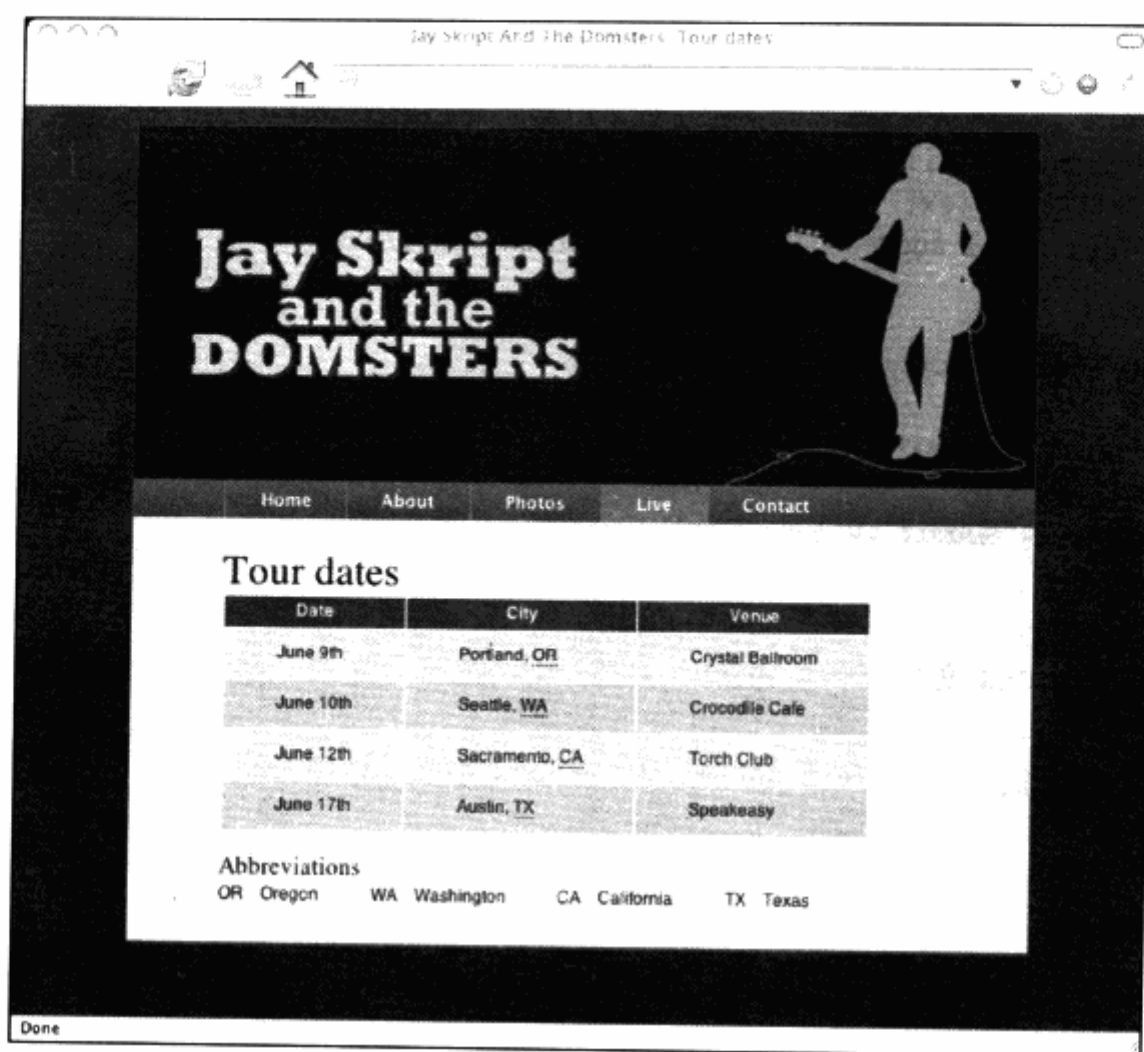 Jay Skript And The Domsters: Tour dates
Jay Skript
and the
DOMSTERS
Home About Photos Live Contact
Tour dates
Date City Venue
June 9th Portland, OR Crystal Ballroom
June 10th Seattle, WA Crocodile Cafe
June 12th Sacramento, CA Torch Club
June 17th Austin, TX Speakeasy
Abbreviations
OR Oregon WA Washington CA California TX Texas
Done